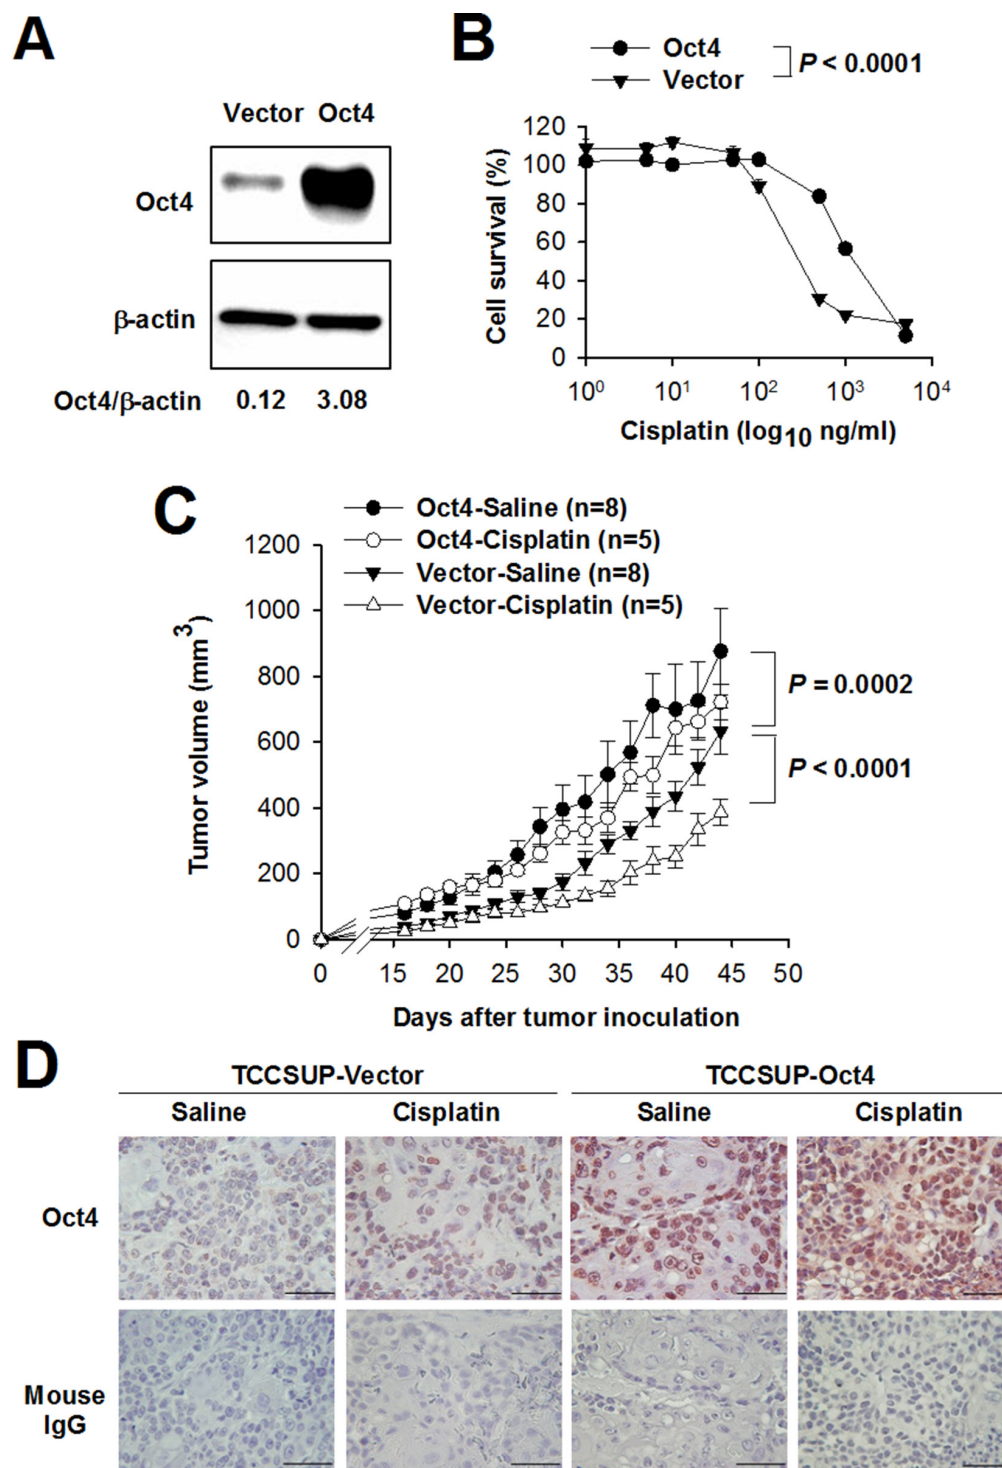 A
Vector Oct4
Oct4
β-actin
Oct4/β-actin 0.12 3.08
B
Oct4
Vector
P < 0.0001
120
100
80
60
40
20
0
Cell survival (%)
10⁰ 10¹ 10² 10³ 10⁴
Cisplatin (log₁₀ ng/ml)
C
Oct4-Saline (n=8)
Oct4-Cisplatin (n=5)
Vector-Saline (n=8)
Vector-Cisplatin (n=5)
1200
1000
800
600
400
200
0
Tumor volume (mm³)
P = 0.0002
P < 0.0001
0 15 20 25 30 35 40 45 50
Days after tumor inoculation
D
TCCSUP-Vector TCCSUP-Oct4
Saline Cisplatin Saline Cisplatin
Oct4
Mouse
IgG